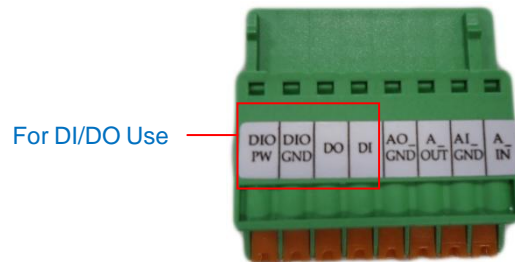 For DI/DO Use
DIO PW
DIO GND
DO
DI
AO_ GND
A_ OUT
AI_ GND
A_ IN